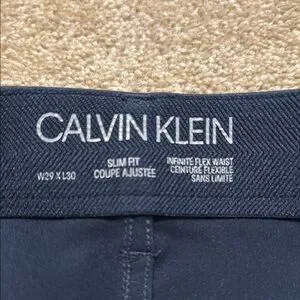 CALVIN KLEIN
W29 X L30
SLIM FIT
COUPE AJUSTÉE
INFINITE FLEX WAIST
CEINTURE FLEXIBLE
SANS LIMITE